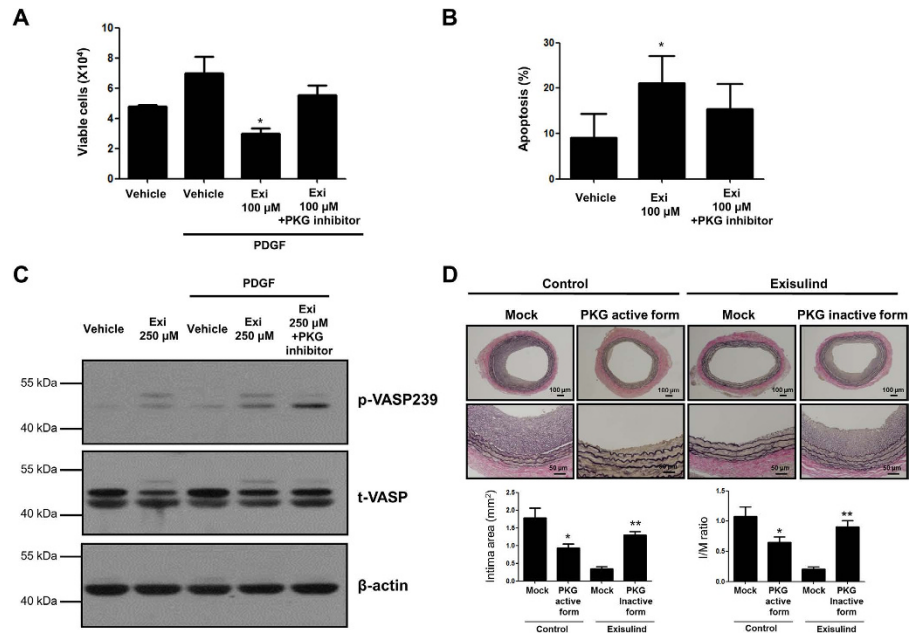 A
Viable cells (X10⁴)
10
8
6
4
2
0
*
Vehicle
Vehicle
Exi
100 µM
Exi
100 µM
+PKG inhibitor
PDGF
B
Apoptosis (%)
30
20
10
0
*
Vehicle
Exi
100 µM
Exi
100 µM
+PKG inhibitor
C
PDGF
Vehicle
Exi
250 µM
Vehicle
Exi
250 µM
Exi
250 µM
+PKG
inhibitor
55 kDa
40 kDa
p-VASP239
55 kDa
40 kDa
t-VASP
55 kDa
40 kDa
β-actin
D
Control
Exisulind
Mock
PKG active form
Mock
PKG inactive form
100 µm
100 µm
100 µm
100 µm
50 µm
50 µm
50 µm
50 µm
Intima area (mm²)
2.0
1.5
1.0
0.5
0.0
*
**
Mock
PKG
active
form
Mock
PKG
Inactive
form
Control
Exisulind
I/M ratio
1.5
1.0
0.5
0.0
*
**
Mock
PKG
active
form
Mock
PKG
Inactive
form
Control
Exisulind